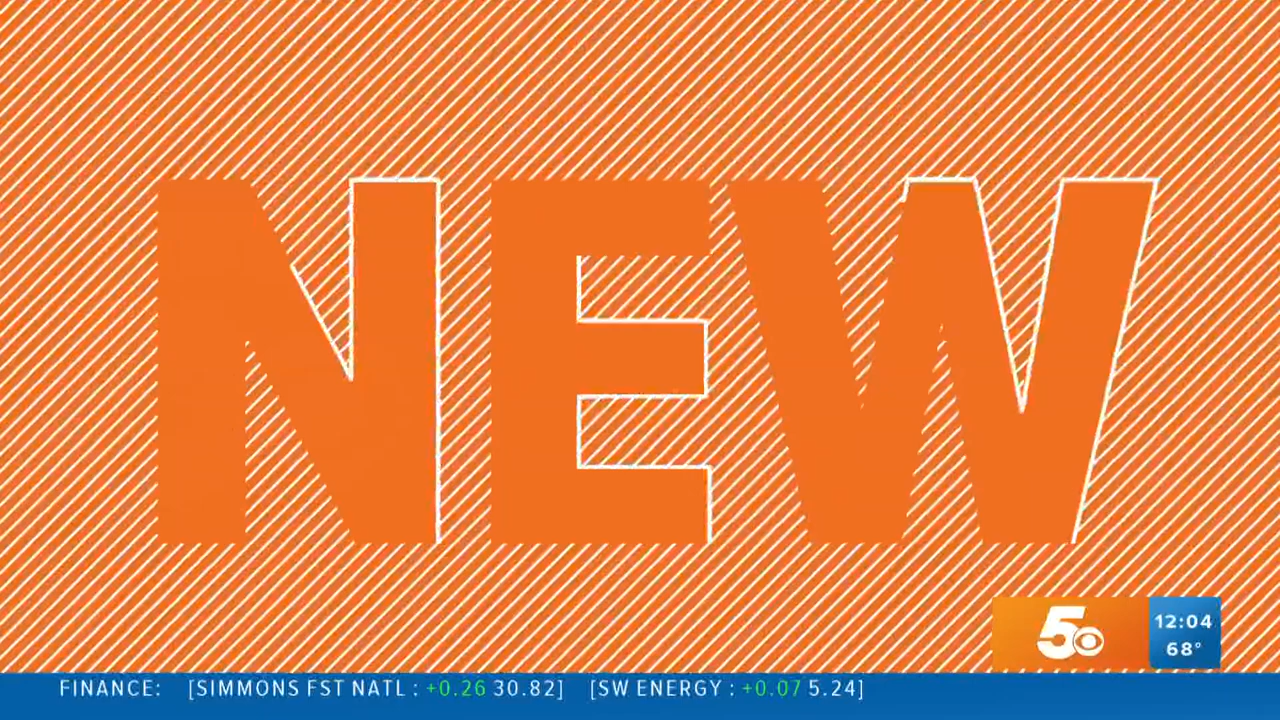 NEW
5
12:04
68°
FINANCE: [SIMMONS FST NATL : +0.26 30.82] [SW ENERGY : +0.07 5.24]